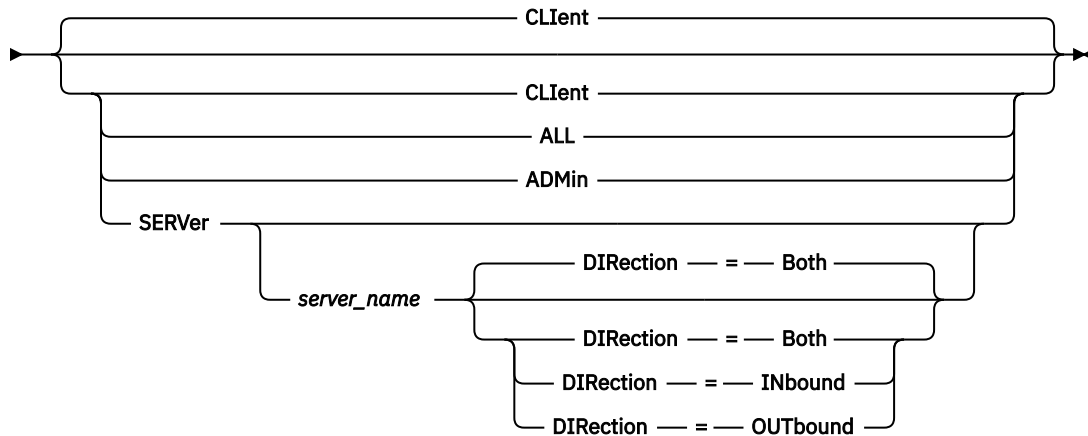 CLIent
CLIent
ALL
ADMin
SERVer
DIRection = Both
server_name
DIRection = Both
DIRection = INbound
DIRection = OUTbound